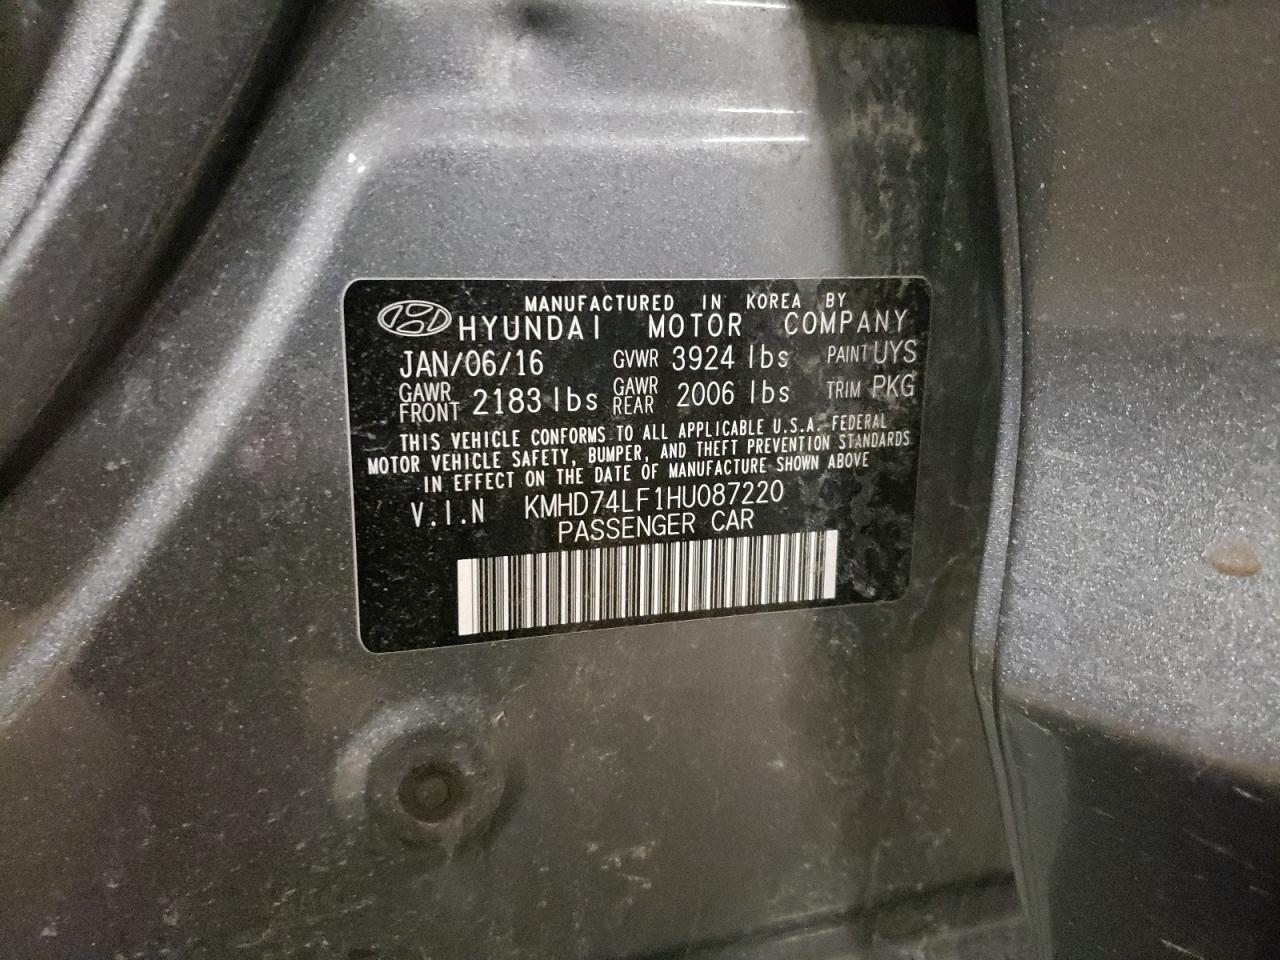 MANUFACTURED IN KOREA BY
HYUNDAI MOTOR COMPANY
JAN/06/16 GVWR 3924 lbs PAINT UYS
GAWR FRONT 2183 lbs GAWR REAR 2006 lbs TRIM PKG
THIS VEHICLE CONFORMS TO ALL APPLICABLE U.S.A. FEDERAL
MOTOR VEHICLE SAFETY, BUMPER, AND THEFT PREVENTION STANDARDS
IN EFFECT ON THE DATE OF MANUFACTURE SHOWN ABOVE
V.I.N KMHD74LF1HU087220
PASSENGER CAR